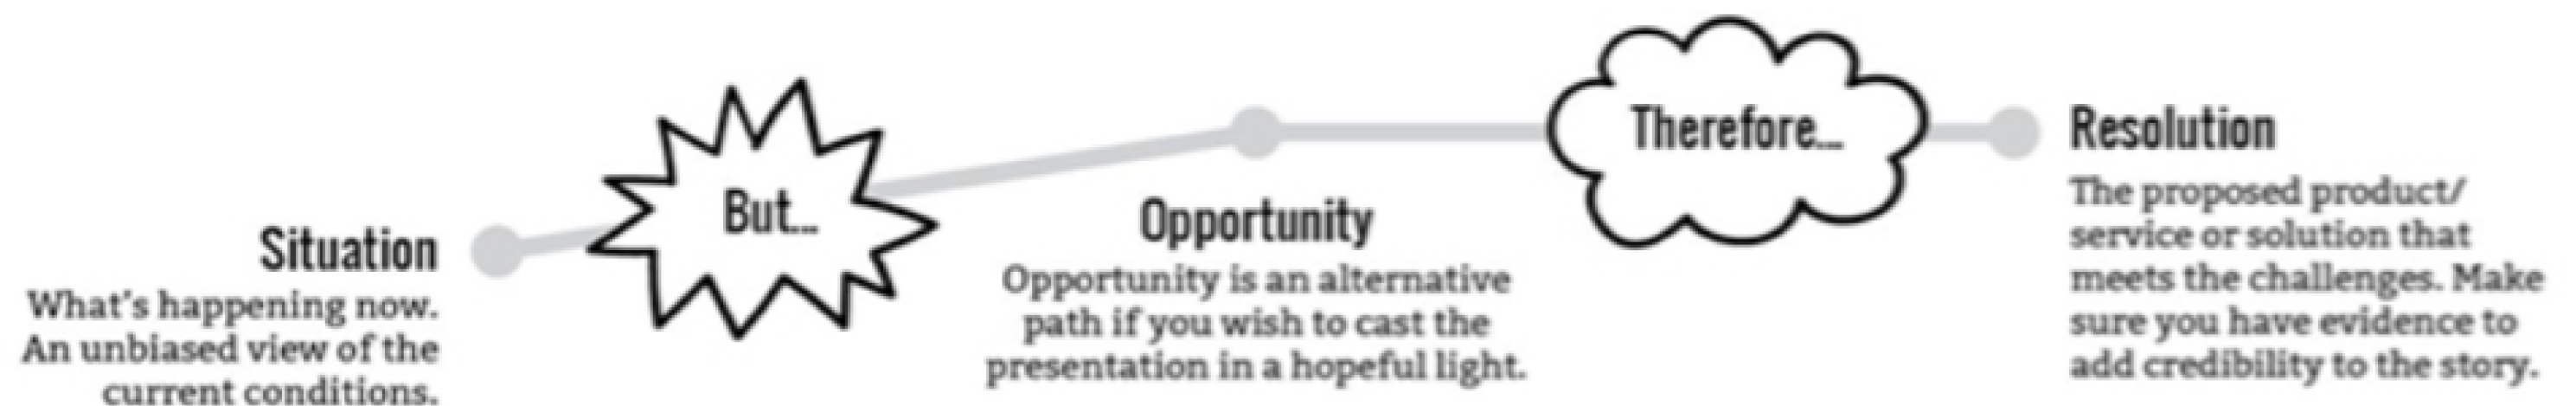 Situation
What's happening now.
An unbiased view of the
current conditions.
But...
Opportunity
Opportunity is an alternative
path if you wish to cast the
presentation in a hopeful light.
Therefore...
Resolution
The proposed product/
service or solution that
meets the challenges. Make
sure you have evidence to
add credibility to the story.